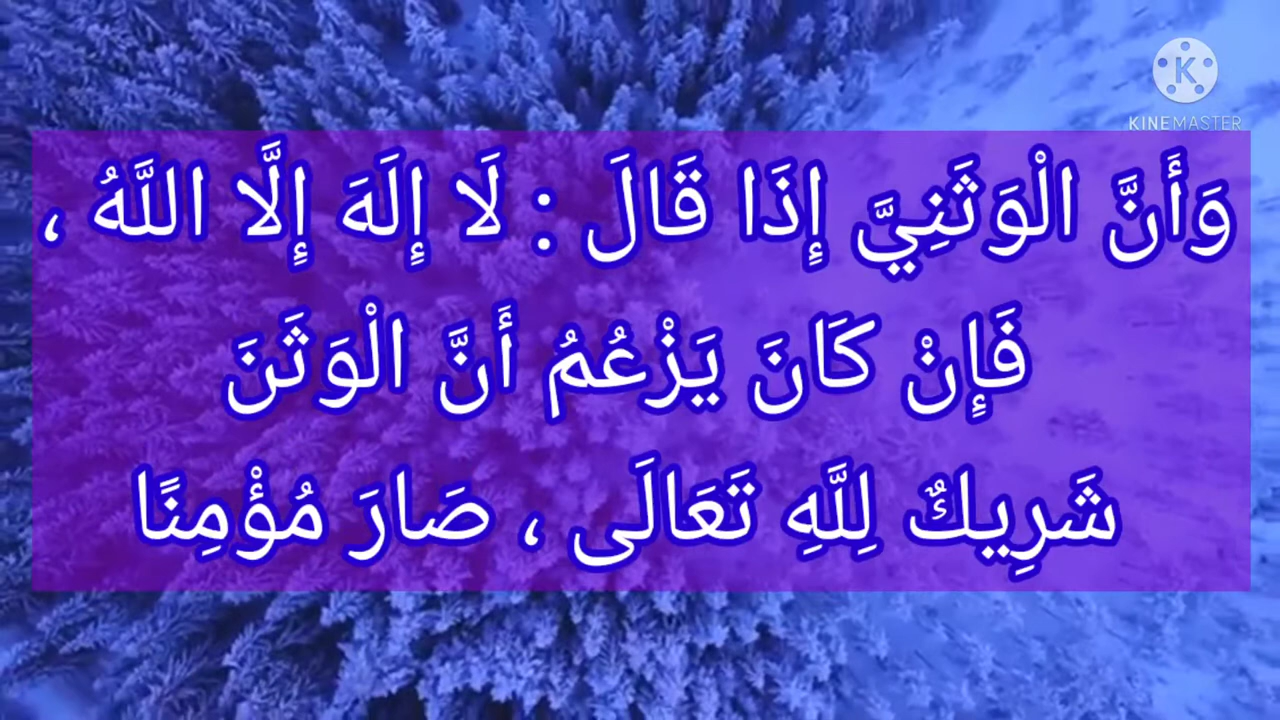 KINEMASTER
وَأَنَّ الْوَثَنِيَّ إِذَا قَالَ : لَا إِلَهَ إِلَّا اللَّهُ ،
فَإِنْ كَانَ يَزْعُمُ أَنَّ الْوَثَنَ
شَرِيكٌ لِلَّهِ تَعَالَى ، صَارَ مُؤْمِنًا